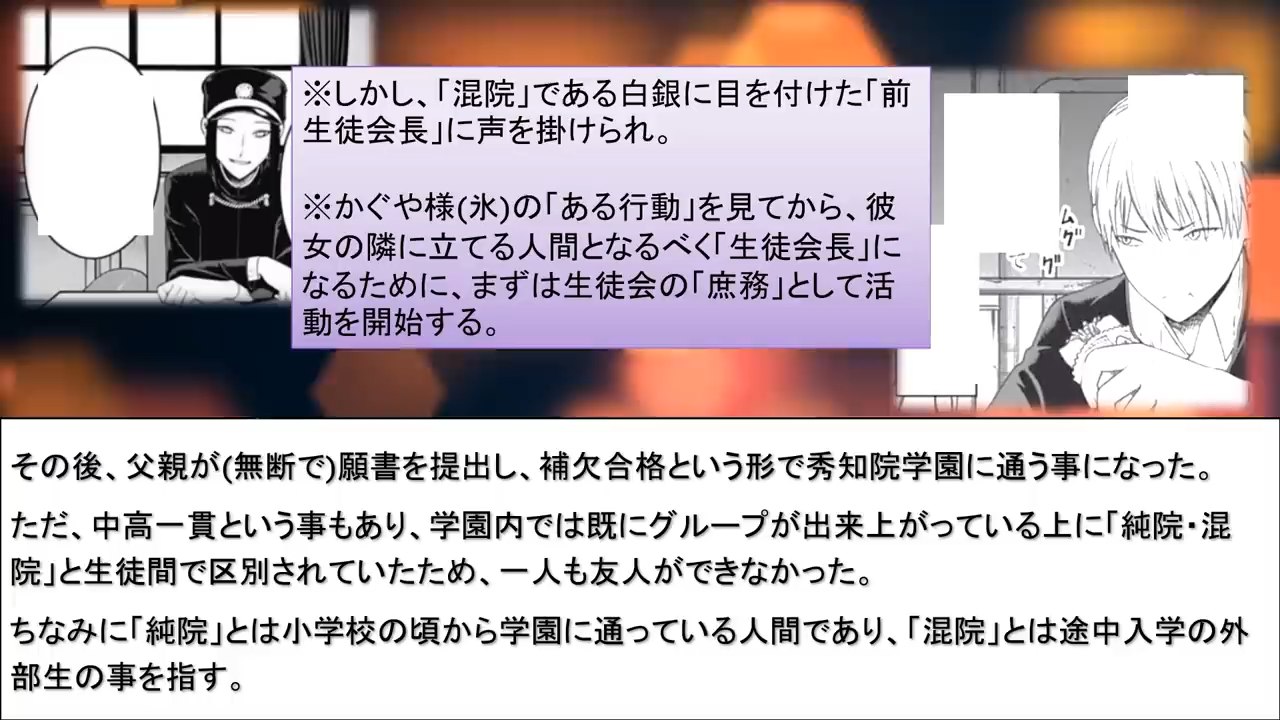 ※しかし、「混院」である白銀に目を付けた「前
生徒会長」に声を掛けられ。
※かぐや様(氷)の「ある行動」を見てから、彼
女の隣に立てる人間となるべく「生徒会長」に
なるために、まずは生徒会の「庶務」として活
動を開始する。
ムグ
てグ
その後、父親が(無断で)願書を提出し、補欠合格という形で秀知院学園に通う事になった。
ただ、中高一貫という事もあり、学園内では既にグループが出来上がっている上に「純院・混
院」と生徒間で区別されていたため、一人も友人ができなかった。
ちなみに「純院」とは小学校の頃から学園に通っている人間であり、「混院」とは途中入学の外
部生の事を指す。